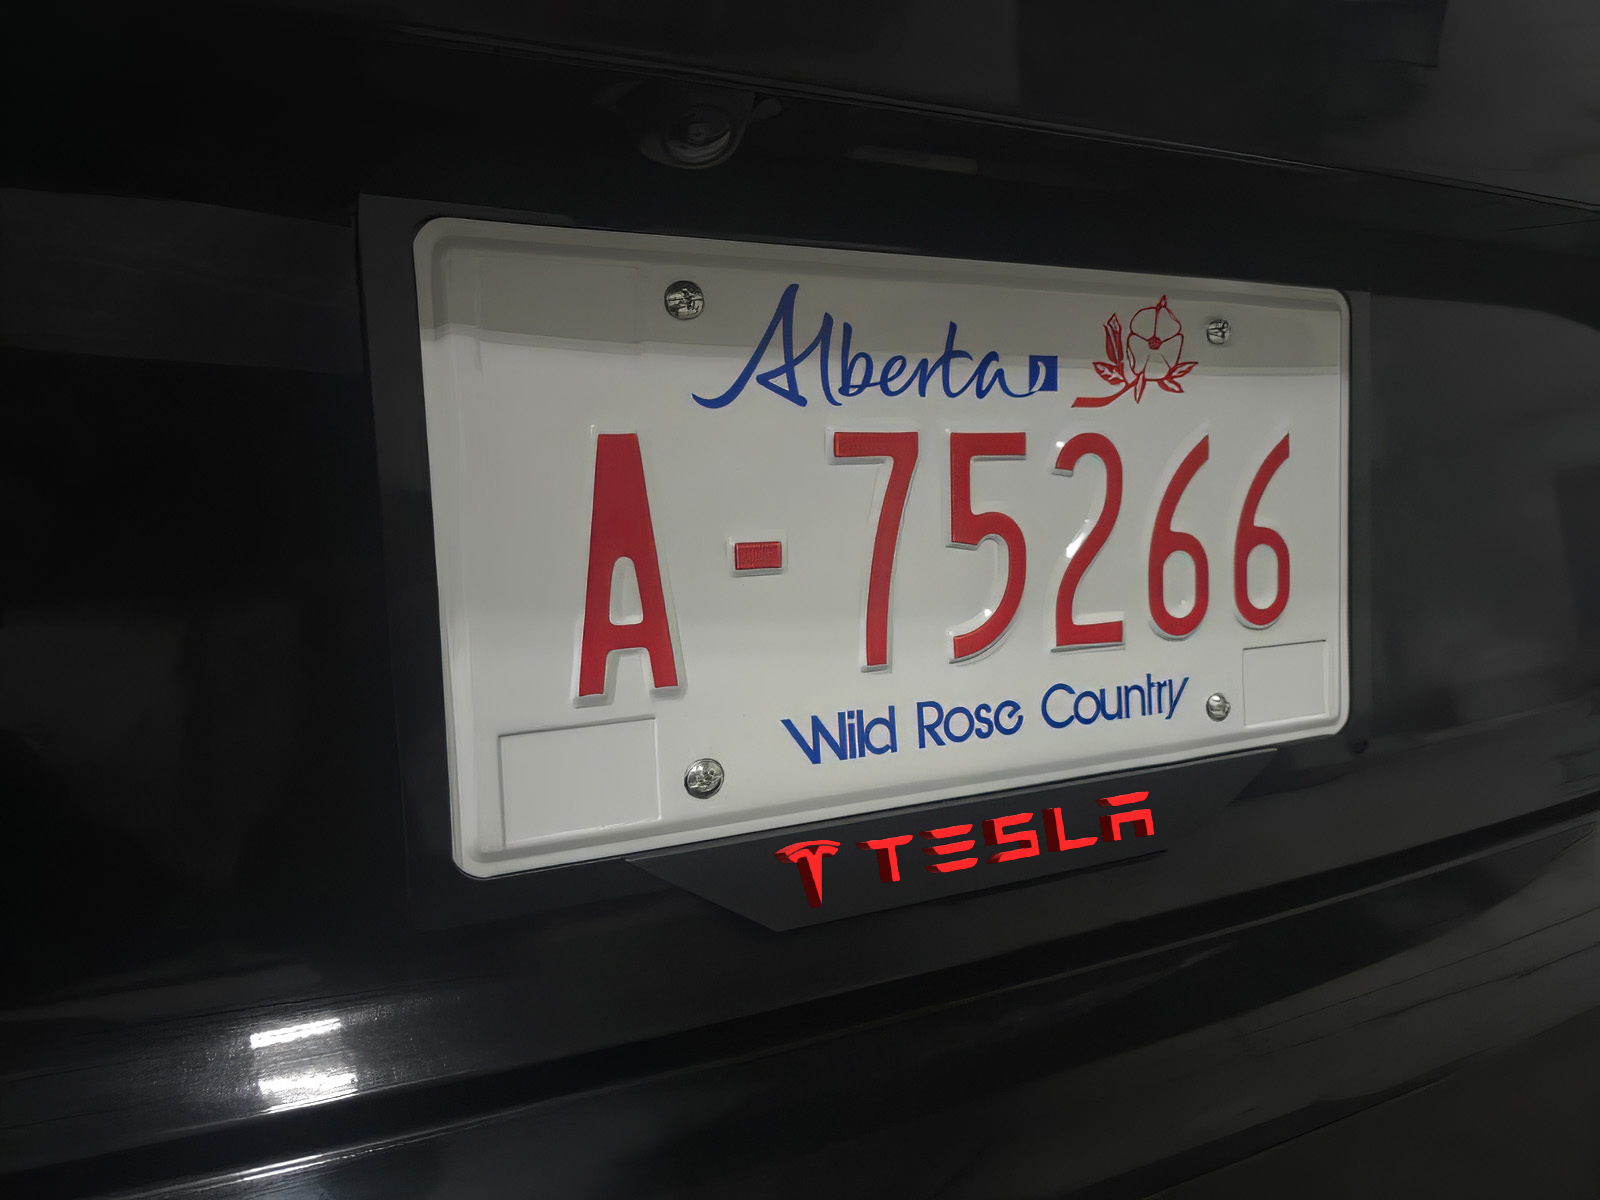 Alberta
A-75266
Wild Rose Country
TESLA